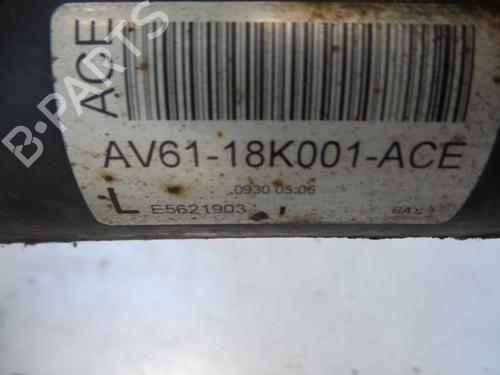 ACE
AV61-18K001-ACE
.0930 05:06
L E5621903
B-PARTS